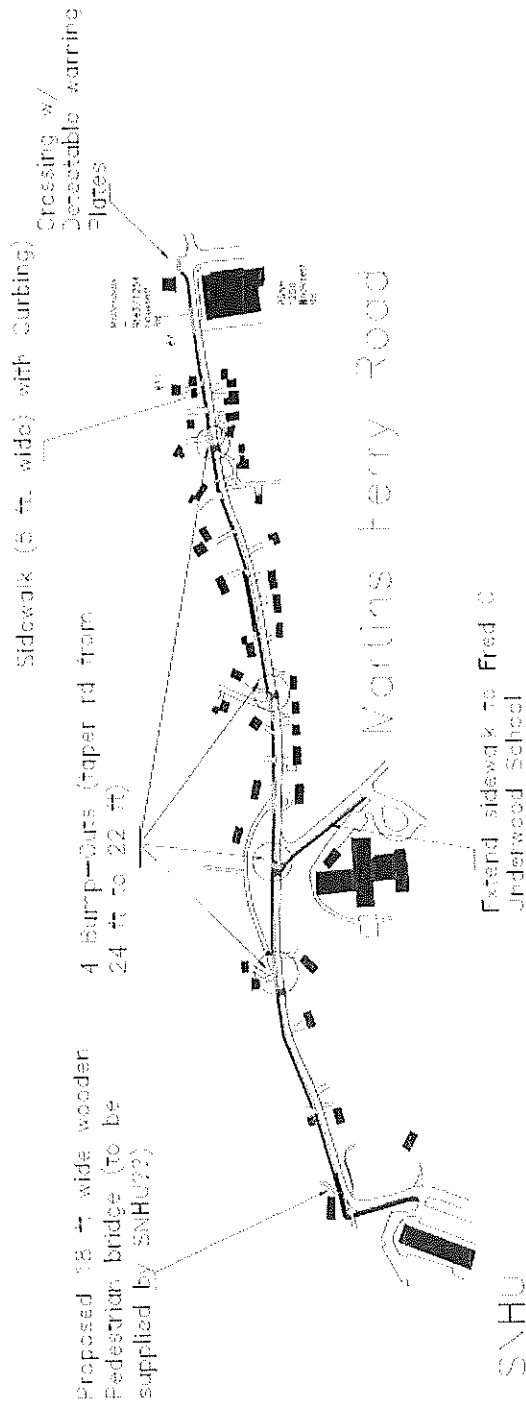 Proposed 18 ft wide wooden
Pedestrian bridge (to be
supplied by SNHU??)
4 Bump-Outs (taper rd from
24 ft to 22 ft)
Sidewalk (5 ft. wide) with Curbing)
Crossing w/
Detectable warning
Plates
Martins Ferry Road
Extend sidewalk to Fred C
Underwood School
SNHU